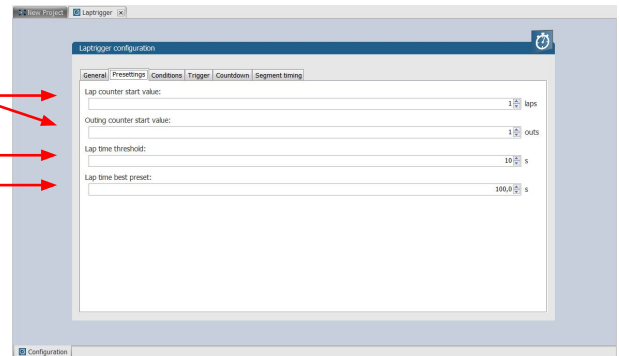 New Project Laptrigger
Laptrigger configuration
General Presettings Conditions Trigger Countdown Segment timing
Lap counter start value:
1 laps
Outing counter start value:
1 outs
Lap time threshold:
10 s
Lap time best preset:
100,0 s
Configuration